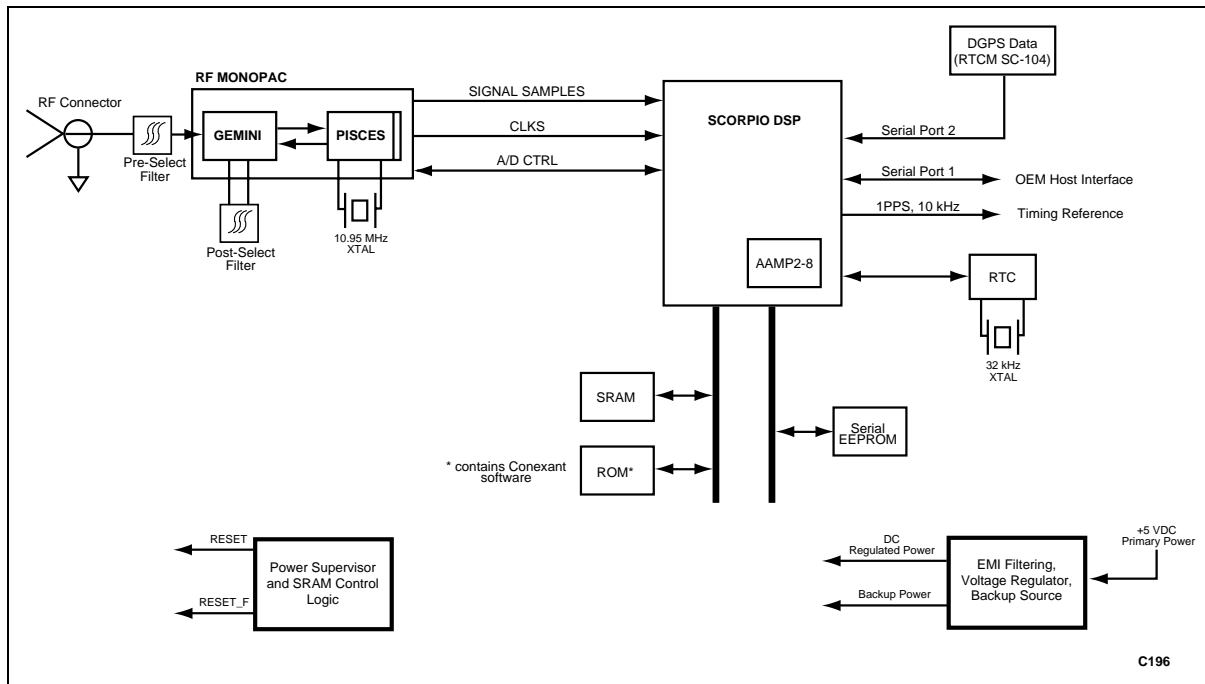 DGPS Data
(RTCM SC-104)
RF MONOPAC
RF Connector
SIGNAL SAMPLES
SCORPIO DSP
GEMINI
PISCES
CLKS
Serial Port 2
Pre-Select
Filter
A/D CTRL
Serial Port 1
OEM Host Interface
1PPS, 10 kHz
Timing Reference
10.95 MHz
XTAL
Post-Select
Filter
AAMP2-8
RTC
32 kHz
XTAL
SRAM
Serial
EEPROM
* contains Conexant
software
ROM*
RESET
Power Supervisor
and SRAM Control
Logic
RESET_F
DC
Regulated Power
EMI Filtering,
Voltage Regulator,
Backup Source
+5 VDC
Primary Power
Backup Power
C196